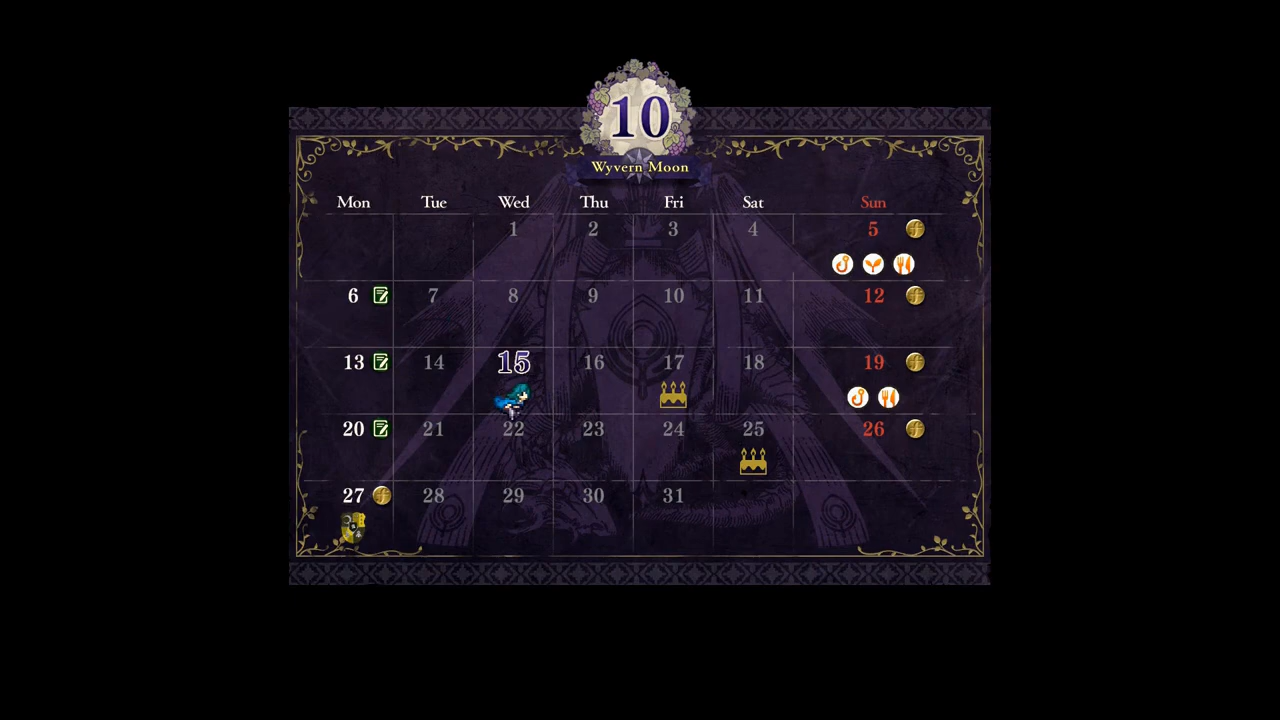 10
Wyvern Moon
Mon Tue Wed Thu Fri Sat Sun
1 2 3 4 5
6 7 8 9 10 11 12
13 14 15 16 17 18 19
20 21 22 23 24 25 26
27 28 29 30 31